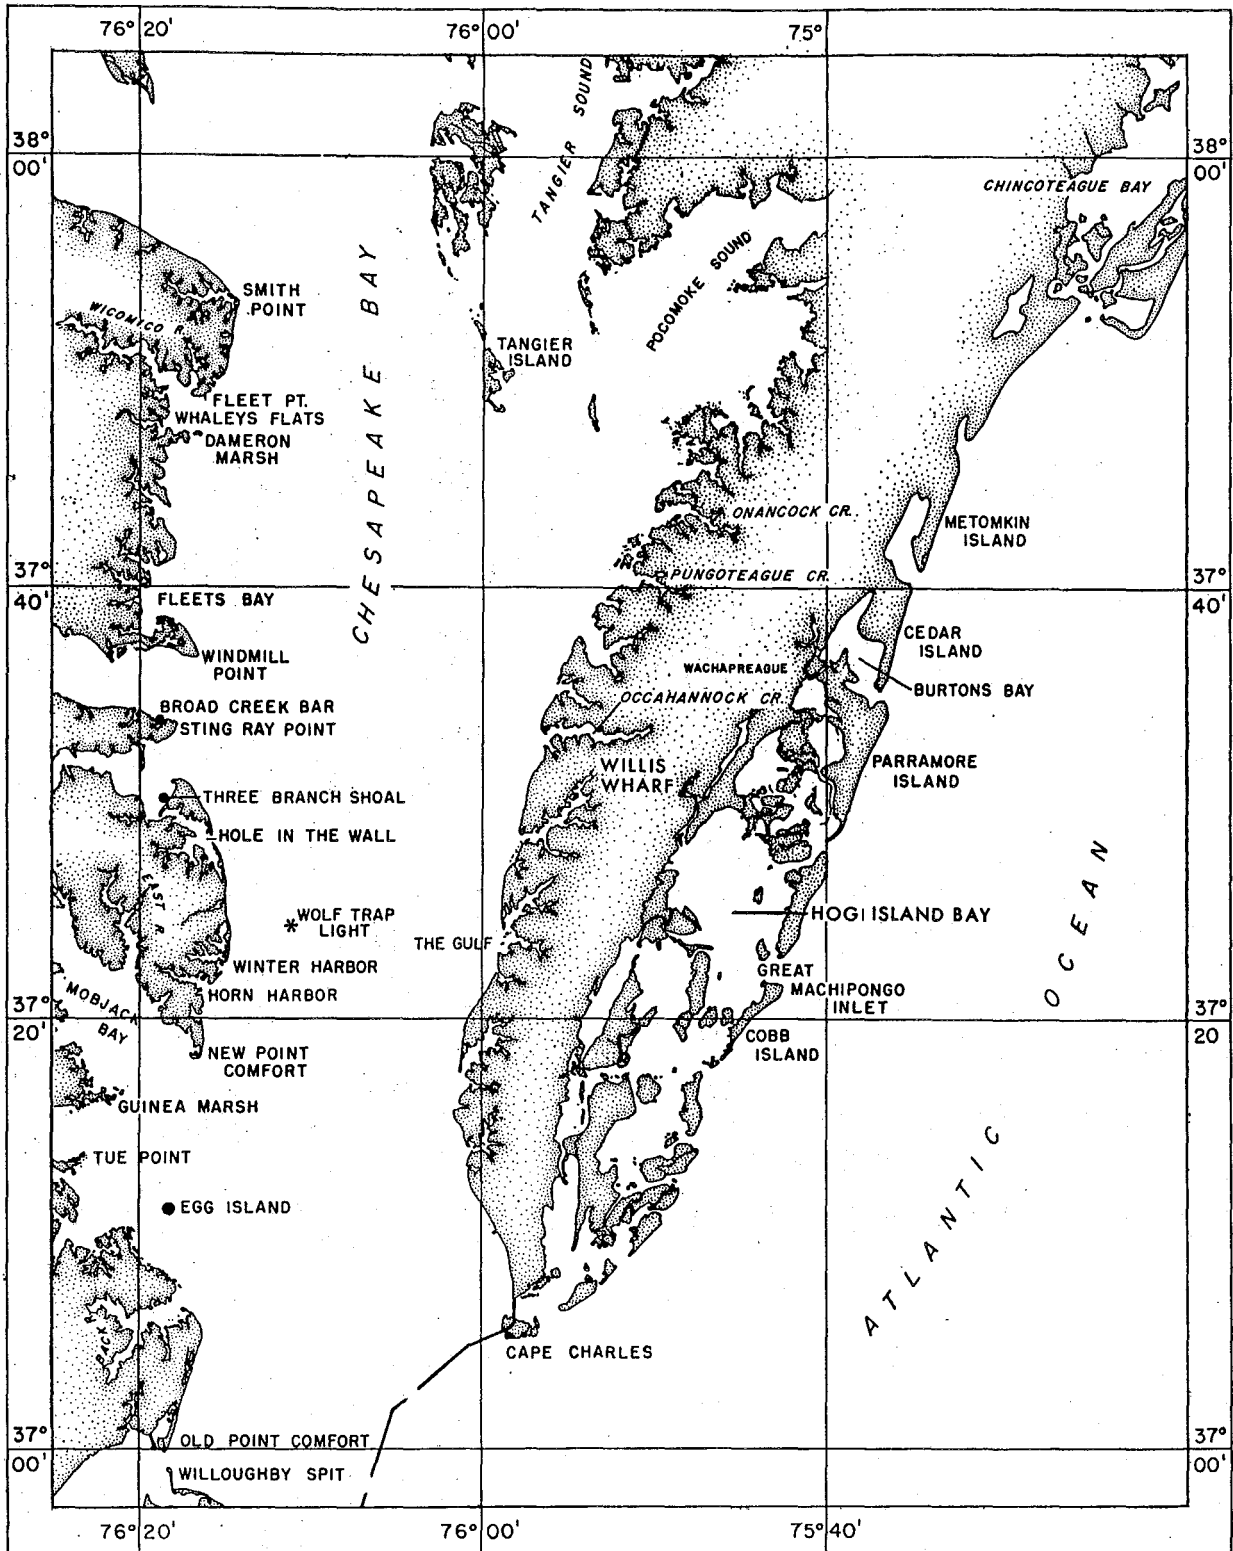 76°20'
76°00'
75°
38°
00'
38°
00'
TANGIER SOUND
CHINCOTEAGUE BAY
POCOMOKE SOUND
SMITH
POINT
WICOMICO R.
TANGIER
ISLAND
CHESAPEAKE BAY
FLEET PT.
WHALEYS FLATS
DAMERON
MARSH
ONANCOCK CR.
METOMKIN
ISLAND
PUNGOTEAGUE CR.
37°
40'
37°
40'
FLEETS BAY
CEDAR
ISLAND
WINDMILL
POINT
WACHAPREAGUE
BURTONS BAY
OCCAHANNOCK CR.
BROAD CREEK BAR
STING RAY POINT
WILLIS
WHARF
PARRAMORE
ISLAND
THREE BRANCH SHOAL
HOLE IN THE WALL
EAST R.
WOLF TRAP
LIGHT
HOG ISLAND BAY
THE GULF
WINTER HARBOR
GREAT
MACHIPONGO
INLET
HORN HARBOR
MOBJACK
BAY
37°
20'
37°
20'
COBB
ISLAND
NEW POINT
COMFORT
GUINEA MARSH
TUE POINT
EGG ISLAND
ATLANTIC OCEAN
BACK R.
CAPE CHARLES
OLD POINT COMFORT
WILLOUGHBY SPIT
37°
00'
37°
00'
76°20'
76°00'
75°40'